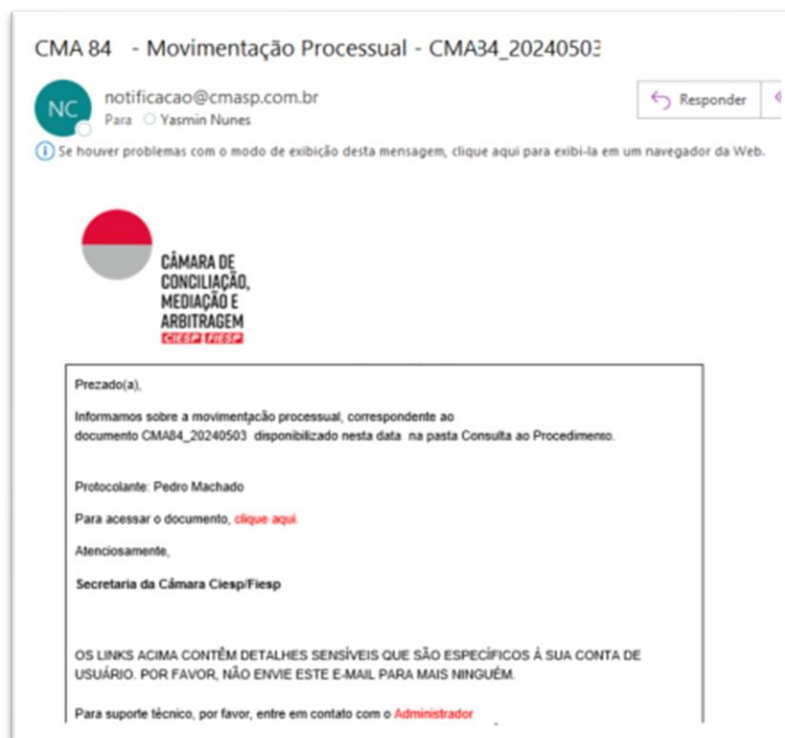 CMA 84 - Movimentação Processual - CMA34_20240503
NC
notificacao@cmasp.com.br
Para Yasmin Nunes
Responder
Se houver problemas com o modo de exibição desta mensagem, clique aqui para exibi-la em um navegador da Web.
CÂMARA DE
CONCILIAÇÃO,
MEDIAÇÃO E
ARBITRAGEM
CIESP FIESP
Prezado(a),
Informamos sobre a movimentação processual, correspondente ao
documento CMA84_20240503 disponibilizado nesta data na pasta Consulta ao Procedimento.
Protocolante: Pedro Machado
Para acessar o documento, clique aqui.
Atenciosamente,
Secretaria da Câmara Ciesp/Fiesp
OS LINKS ACIMA CONTÊM DETALHES SENSÍVEIS QUE SÃO ESPECÍFICOS Á SUA CONTA DE
USUÁRIO. POR FAVOR, NÃO ENVIE ESTE E-MAIL PARA MAIS NINGUÉM.
Para suporte técnico, por favor, entre em contato com o Administrador